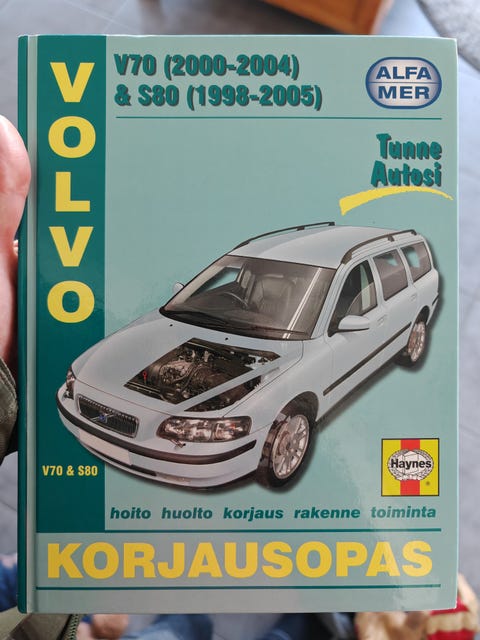 VOLVO
V70 (2000-2004)
& S80 (1998-2005)
ALFA
MER
Tunne
Autosi
V70 & S80
Haynes
hoito huolto korjaus rakenne toiminta
KORJAUSOPAS